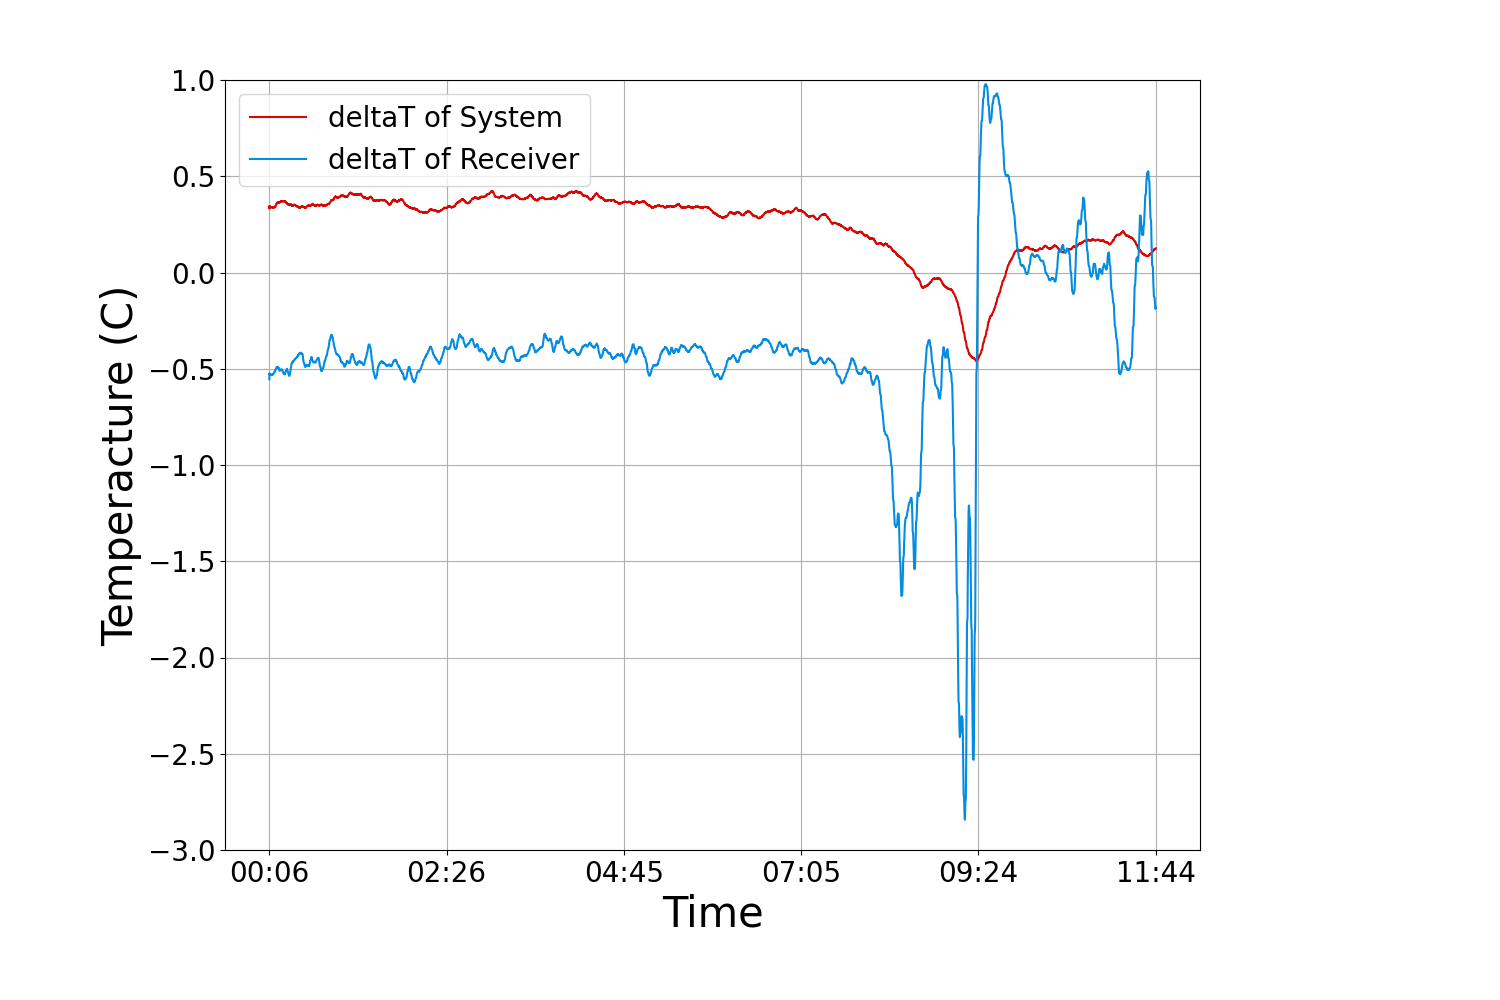 1.0
0.5
0.0
−0.5
−1.0
−1.5
−2.0
−2.5
−3.0
Temperacture (C)
deltaT of System
deltaT of Receiver
00:06 02:26 04:45 07:05 09:24 11:44
Time